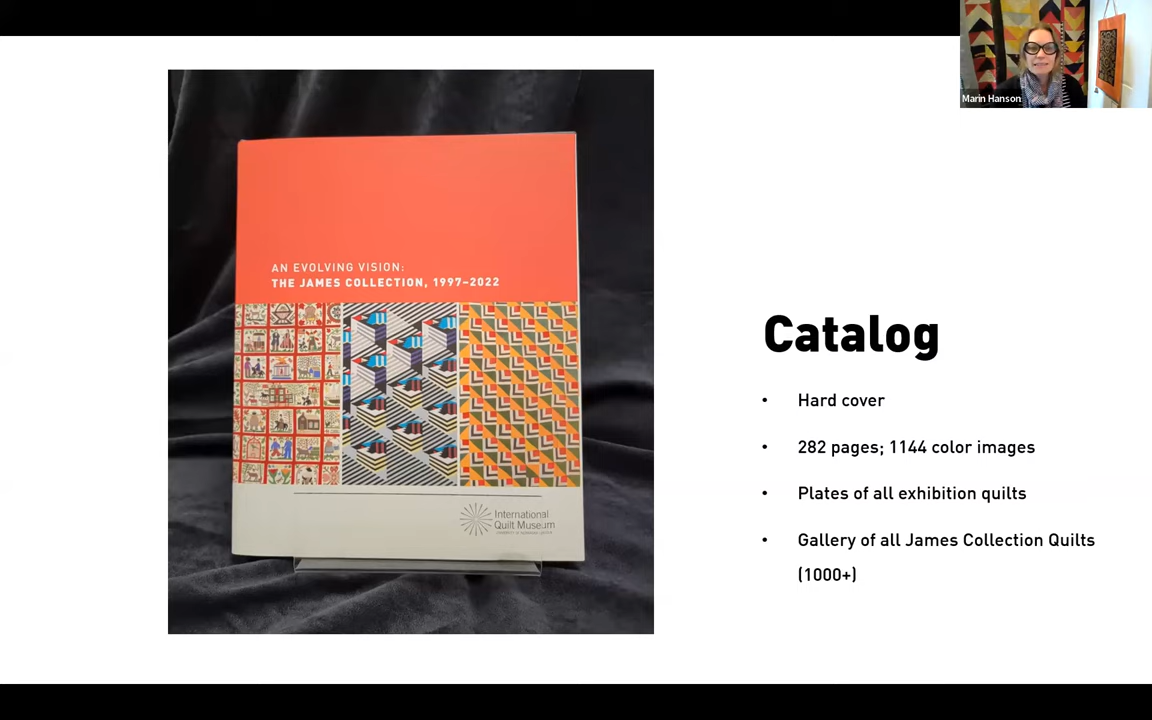 Marin Hanson
AN EVOLVING VISION:
THE JAMES COLLECTION, 1997–2022
International
Quilt Museum
Catalog
• Hard cover
• 282 pages; 1144 color images
• Plates of all exhibition quilts
• Gallery of all James Collection Quilts
(1000+)